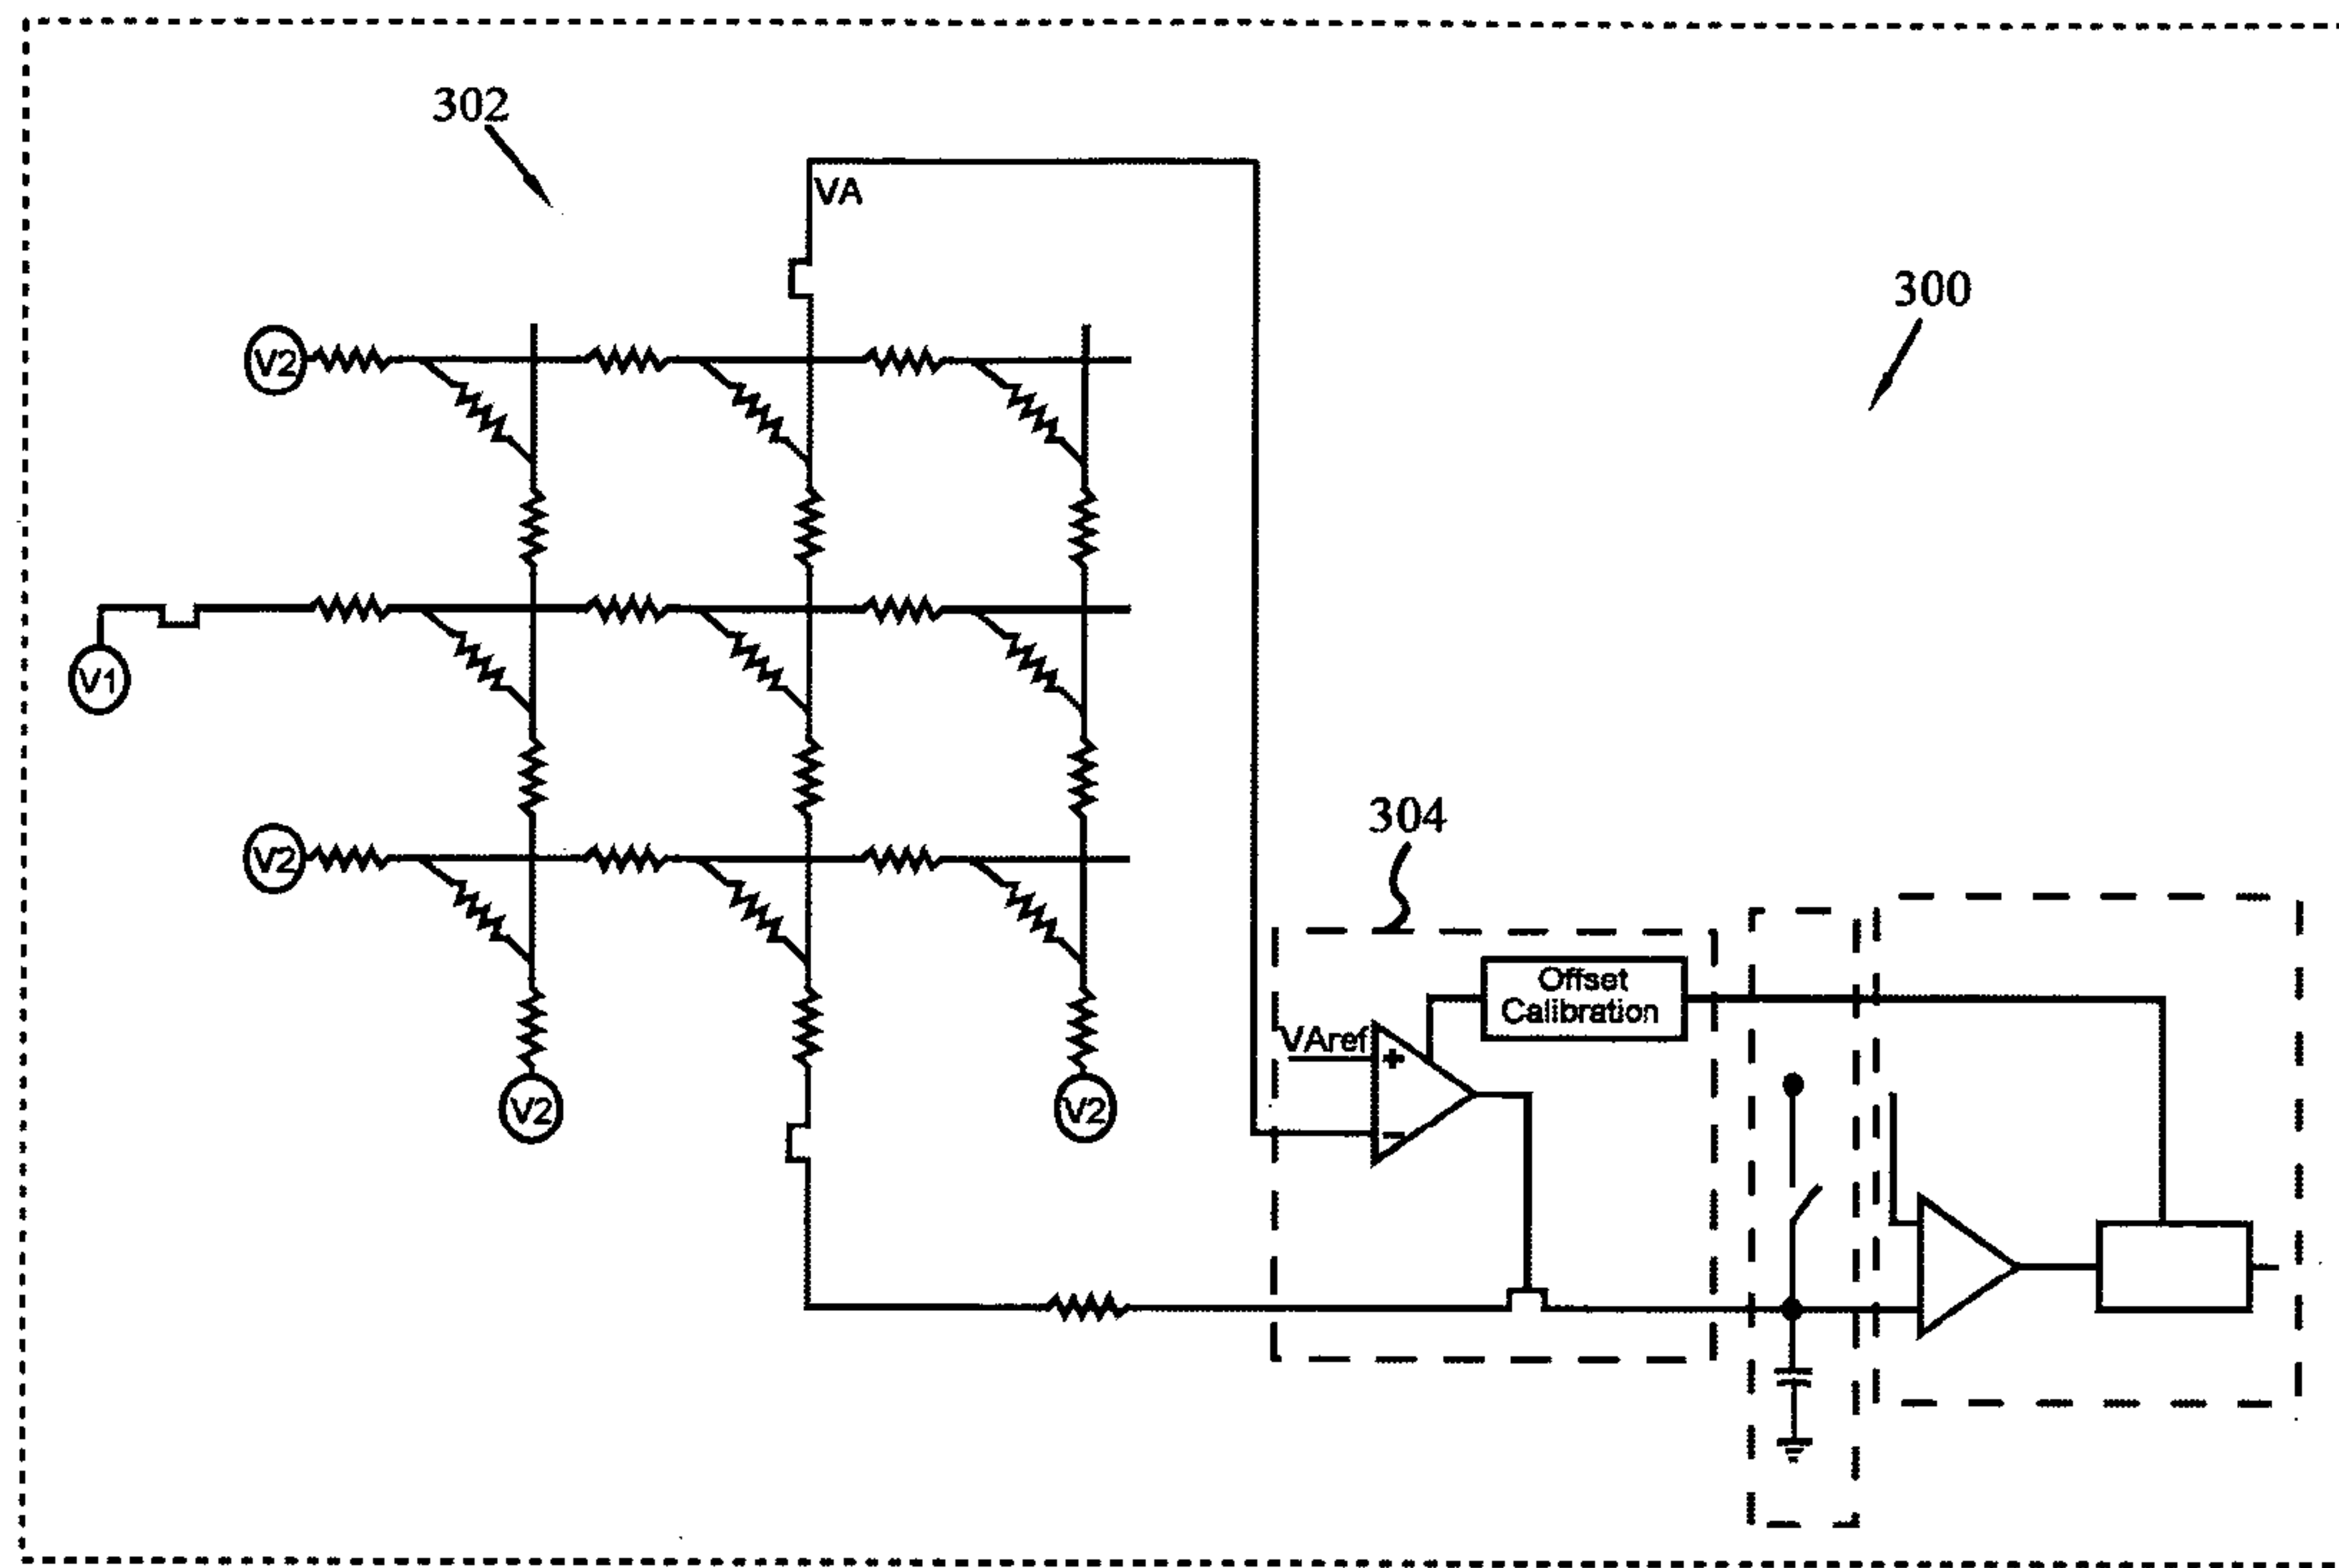 302
VA
300
V2
V1
304
V2
Offset
Calibration
VAref
+
V2
V2
-